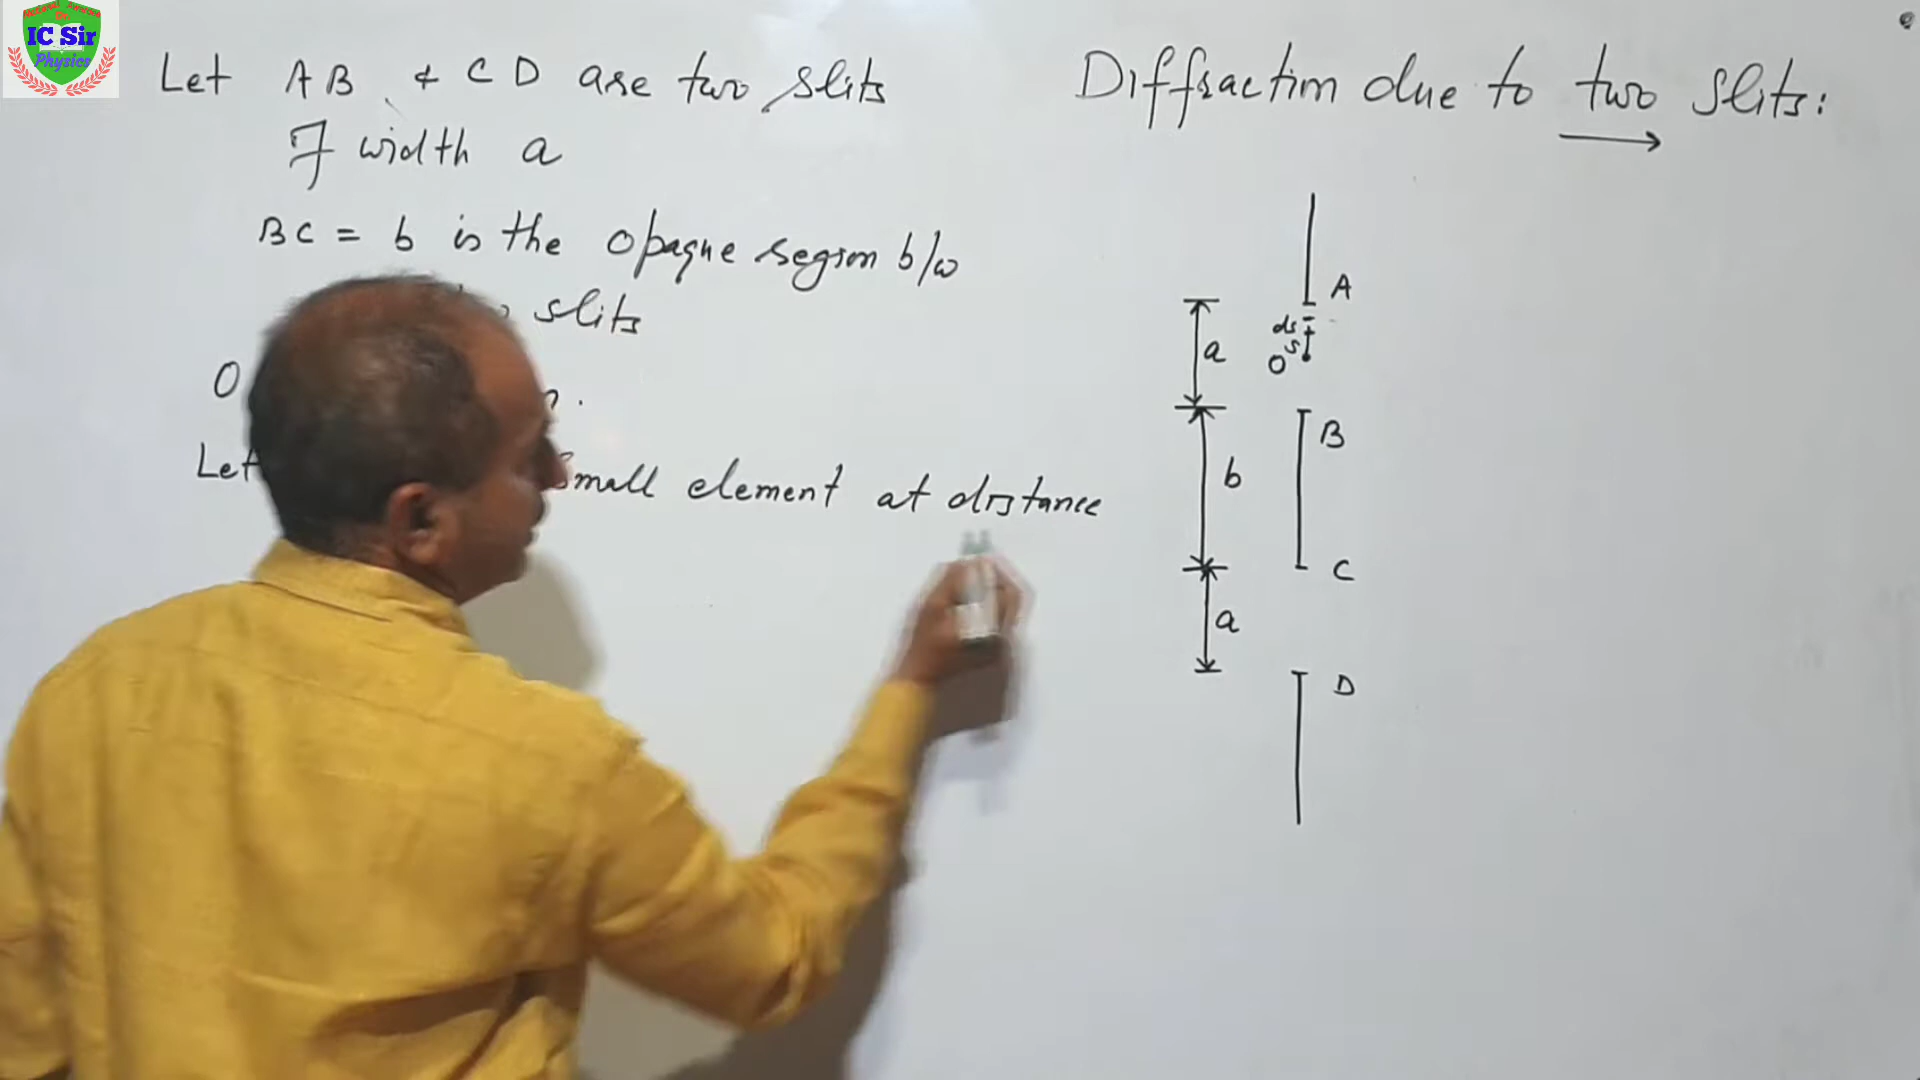 IC Sir
Physics
Let AB & CD are two slits
of width a
BC = b is the opaque region b/w
slits
O
Let small element at distance
Diffraction due to two slits:
A
ds
S
O
a
B
b
C
a
D